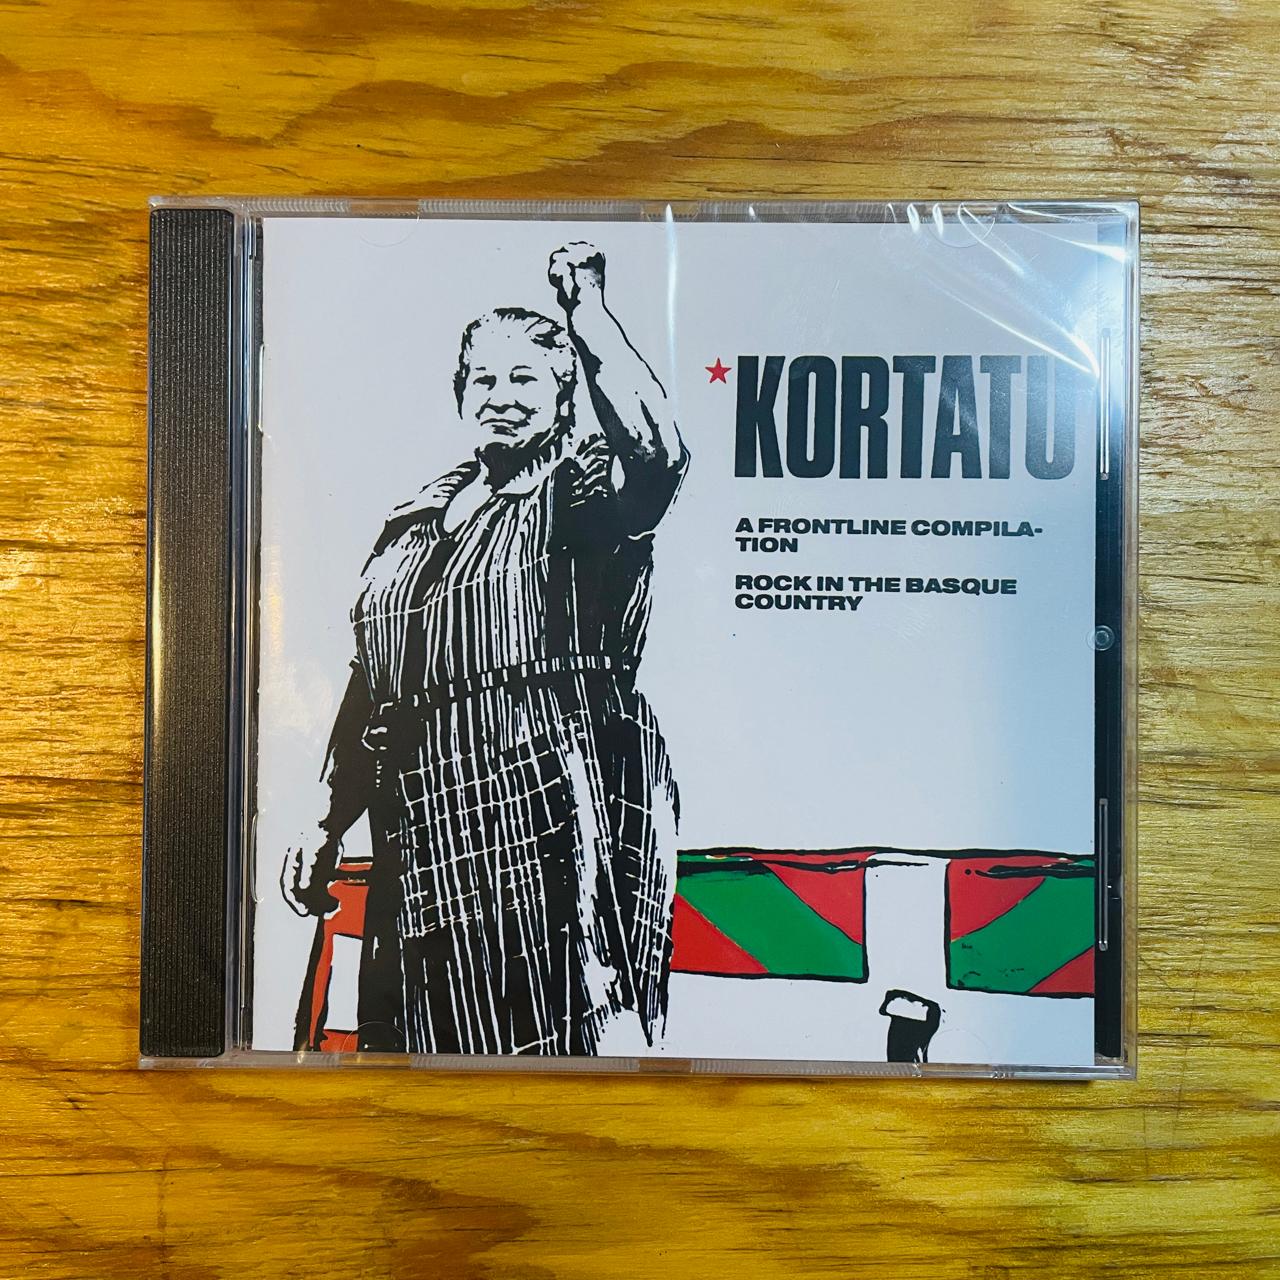 KORTATU
A FRONTLINE COMPILA-
TION
ROCK IN THE BASQUE
COUNTRY